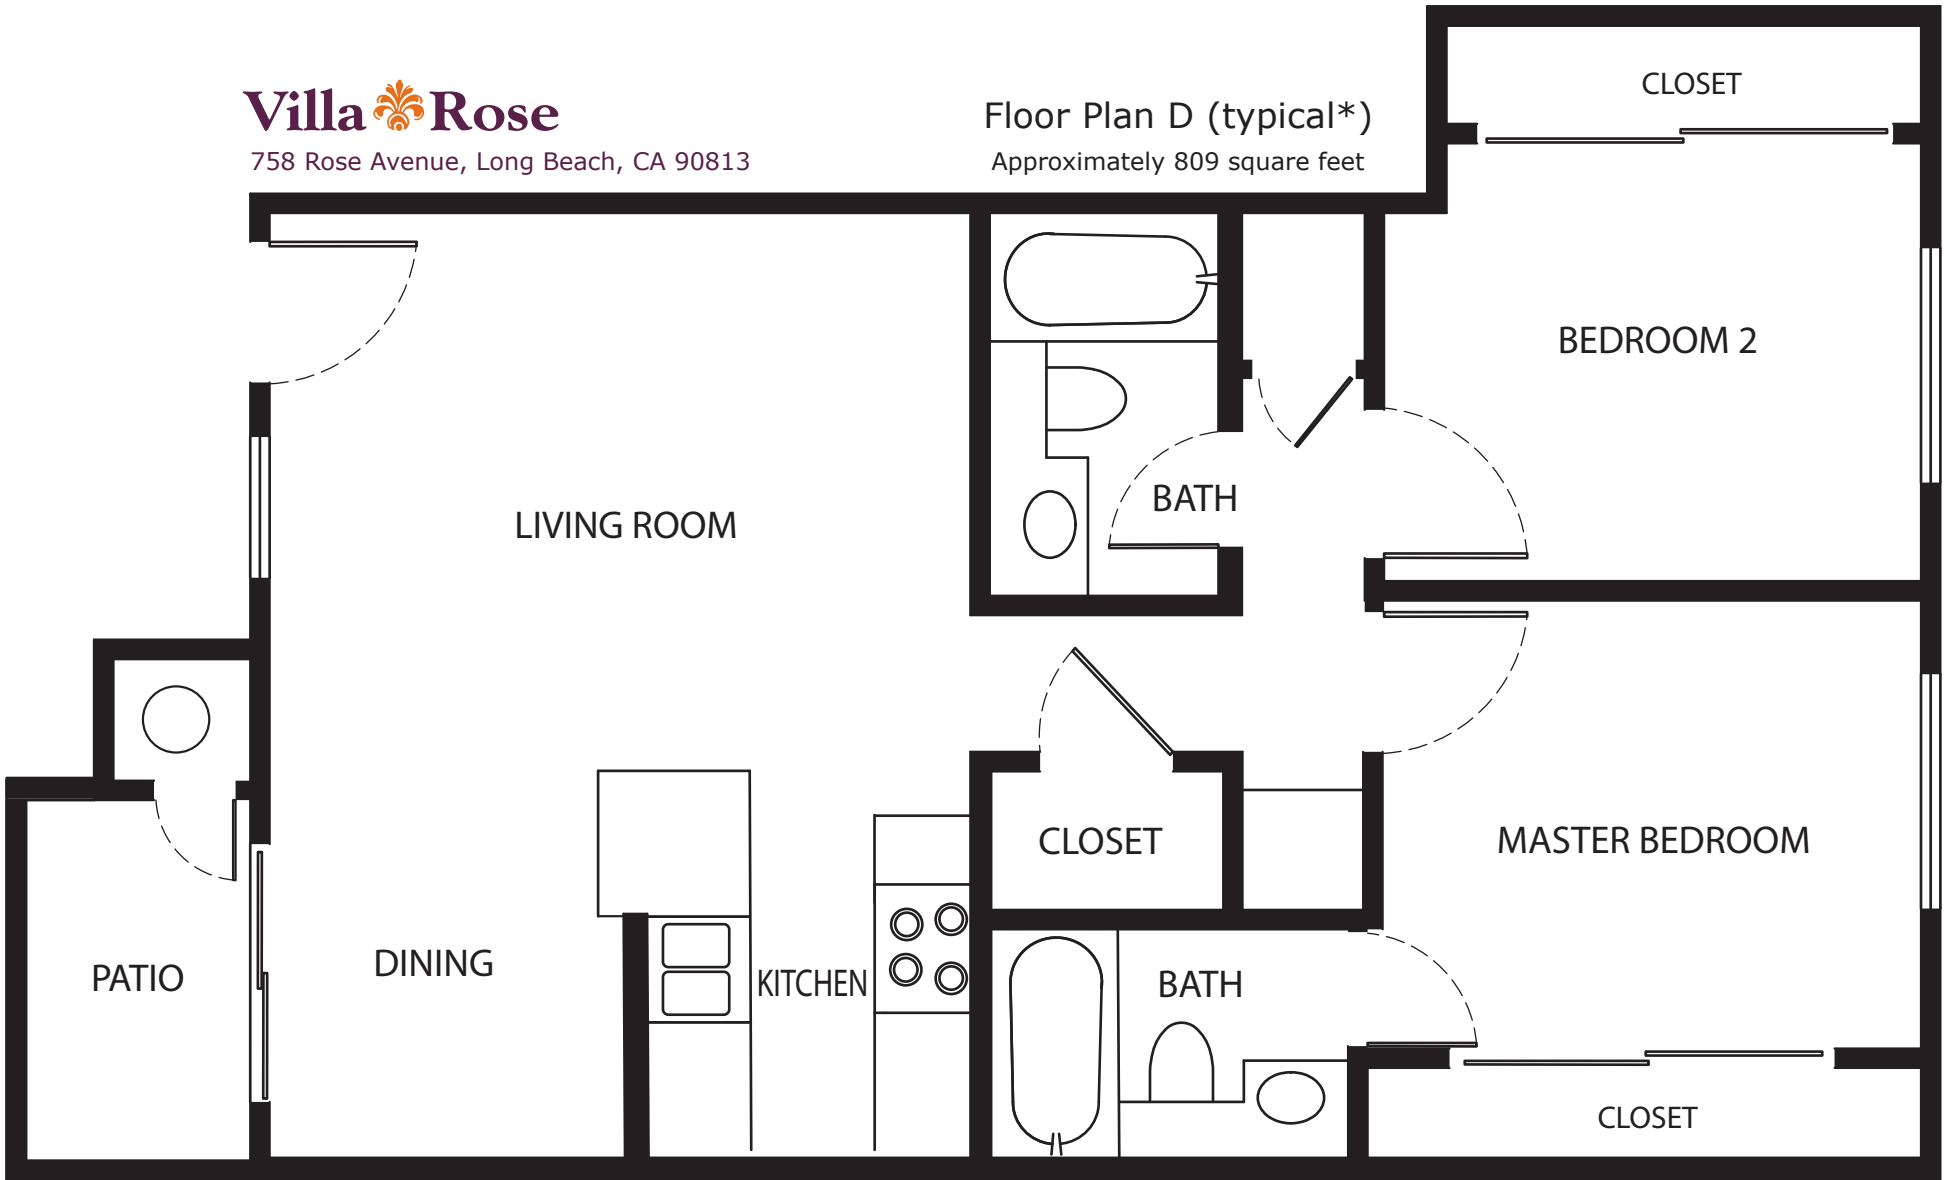 Villa Rose
758 Rose Avenue, Long Beach, CA 90813
Floor Plan D (typical*)
Approximately 809 square feet
CLOSET
BEDROOM 2
BATH
LIVING ROOM
CLOSET
MASTER BEDROOM
PATIO
DINING
KITCHEN
BATH
CLOSET